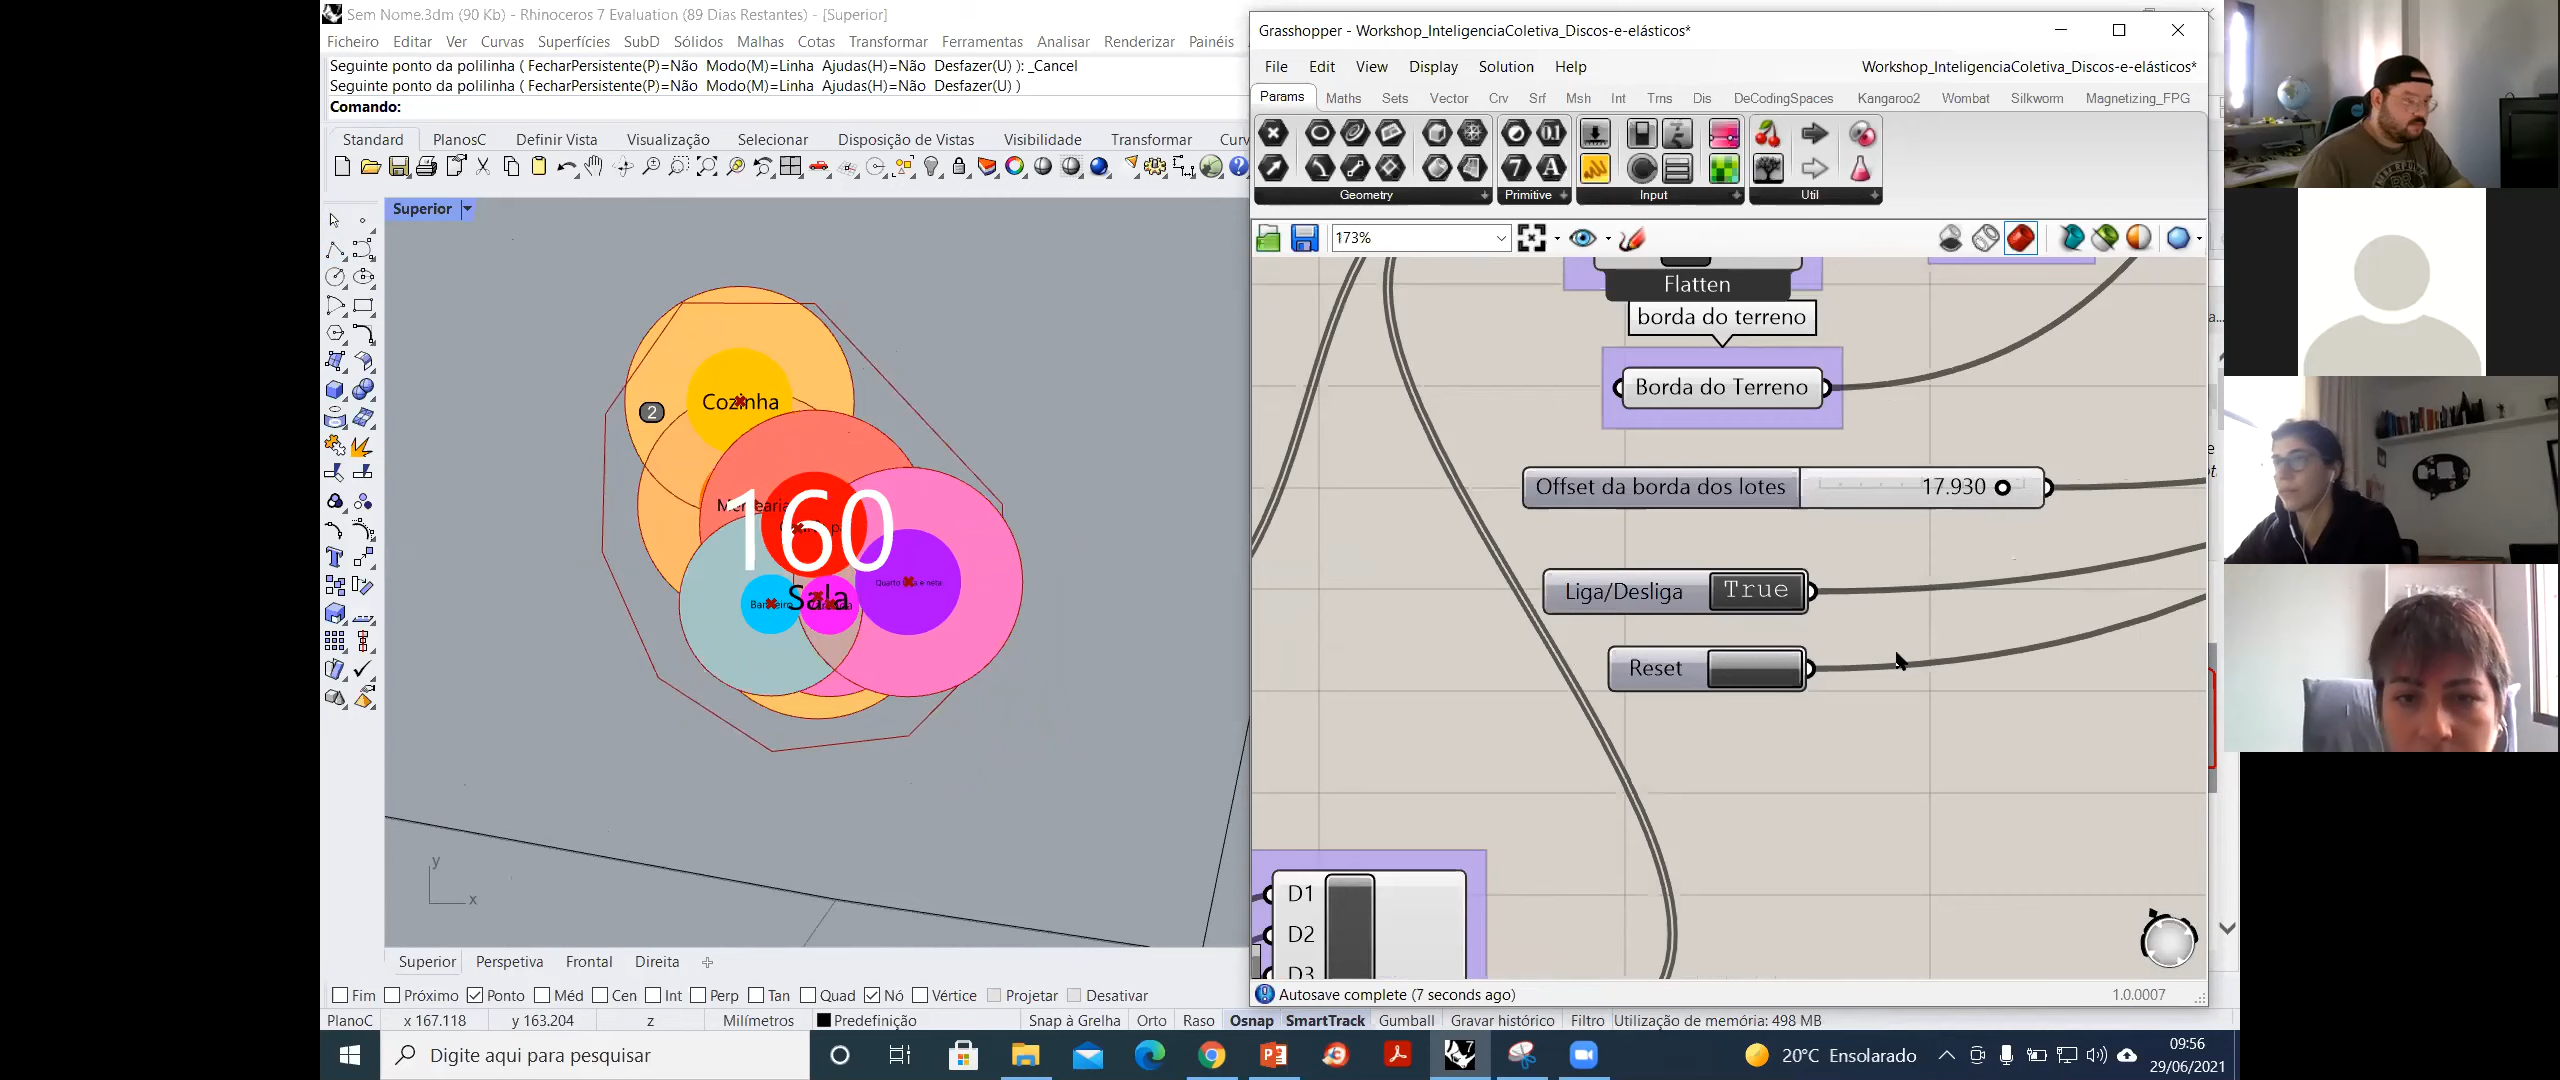 Sem Nome.3dm (90 Kb) - Rhinoceros 7 Evaluation (89 Dias Restantes) - [Superior]
Ficheiro Editar Ver Curvas Superfícies SubD Sólidos Malhas Cotas Transformar Ferramentas Analisar Renderizar Painéis
Seguinte ponto da polilinha ( FecharPersistente(P)=Não Modo(M)=Linha Ajudas(H)=Não Desfazer(U) ): _Cancel
Seguinte ponto da polilinha ( FecharPersistente(P)=Não Modo(M)=Linha Ajudas(H)=Não Desfazer(U) )
Comando:
Standard PlanosC Definir Vista Visualização Selecionar Disposição de Vistas Visibilidade Transformar Curv
Superior
Cozinha
2
160
Sala
Superior Perspetiva Frontal Direita
Fim Próximo Ponto Méd Cen Int Perp Tan Quad Nó Vértice Projetar Desativar
PlanoC x 167.118 y 163.204 z Milímetros Predefinição Snap à Grelha Orto Raso Osnap SmartTrack Gumball Gravar histórico Filtro Utilização de memória: 498 MB
y
x
Grasshopper - Workshop_InteligenciaColetiva_Discos-e-elásticos*
File Edit View Display Solution Help Workshop_InteligenciaColetiva_Discos-e-elásticos*
Params Maths Sets Vector Crv Srf Msh Int Trns Dis DeCodingSpaces Kangaroo2 Wombat Silkworm Magnetizing_FPG
Geometry Primitive Input Util
173%
Flatten
borda do terreno
Borda do Terreno
Offset da borda dos lotes 17.930
Liga/Desliga True
Reset
D1
D2
D3
Autosave complete (7 seconds ago) 1.0.0007
Digite aqui para pesquisar
20°C Ensolarado
09:56
29/06/2021